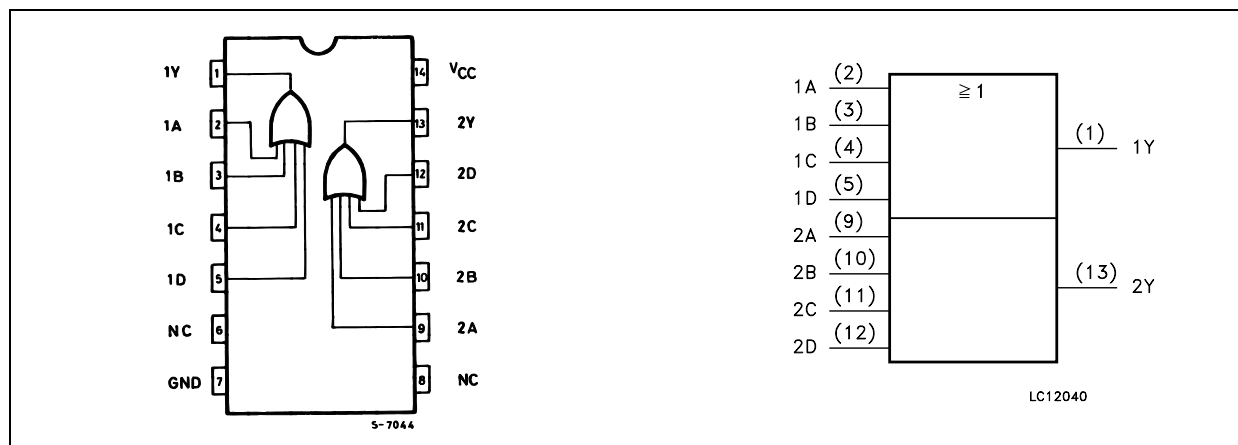 1Y 1 14 VCC
1A 2 13 2Y
1B 3 12 2D
1C 4 11 2C
1D 5 10 2B
NC 6 9 2A
GND 7 8 NC
S-7044
≧1
1A (2)
1B (3)
1C (4)
1D (5)
2A (9)
2B (10)
2C (11)
2D (12)
(1) 1Y
(13) 2Y
LC12040